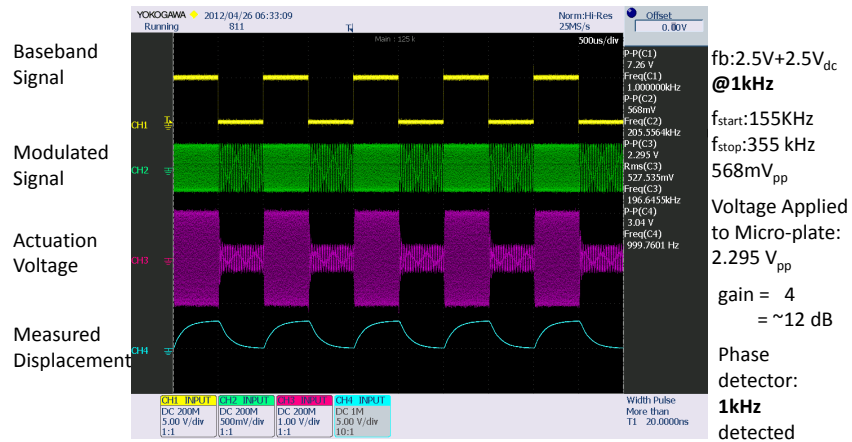 YOKOGAWA 2012/04/26 06:33:09
Running 811
Norm:Hi-Res
25MS/s
Offset
0.00V
Main : 125 k
500us/div
Baseband
Signal
Modulated
Signal
Actuation
Voltage
Measured
Displacement
CH1
CH2
CH3
CH4
T
P-P(C1)
7.26 V
Freq(C1)
1.000000kHz
P-P(C2)
568mV
Freq(C2)
205.5564kHz
P-P(C3)
2.295 V
Rms(C3)
527.535mV
Freq(C3)
196.6455kHz
P-P(C4)
3.04 V
Freq(C4)
999.7601 Hz
fb:2.5V+2.5Vdc
@1kHz
fstart:155KHz
fstop:355 kHz
568mVpp
Voltage Applied
to Micro-plate:
2.295 Vpp
gain = 4
= ~12 dB
Phase
detector:
1kHz
detected
CH1 INPUT
DC 200M
5.00 V/div
1:1
CH2 INPUT
DC 200M
500mV/div
1:1
CH3 INPUT
DC 200M
1.00 V/div
1:1
CH4 INPUT
DC 1M
5.00 V/div
10:1
Width Pulse
More than
T1 20.0000ns